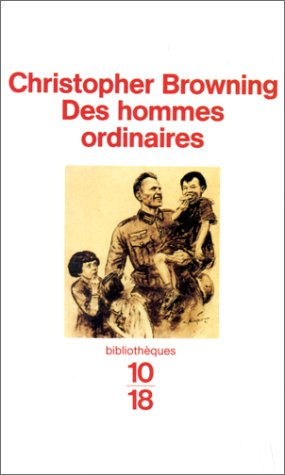 Christopher Browning
Des hommes
ordinaires
bibliothèques
10
18